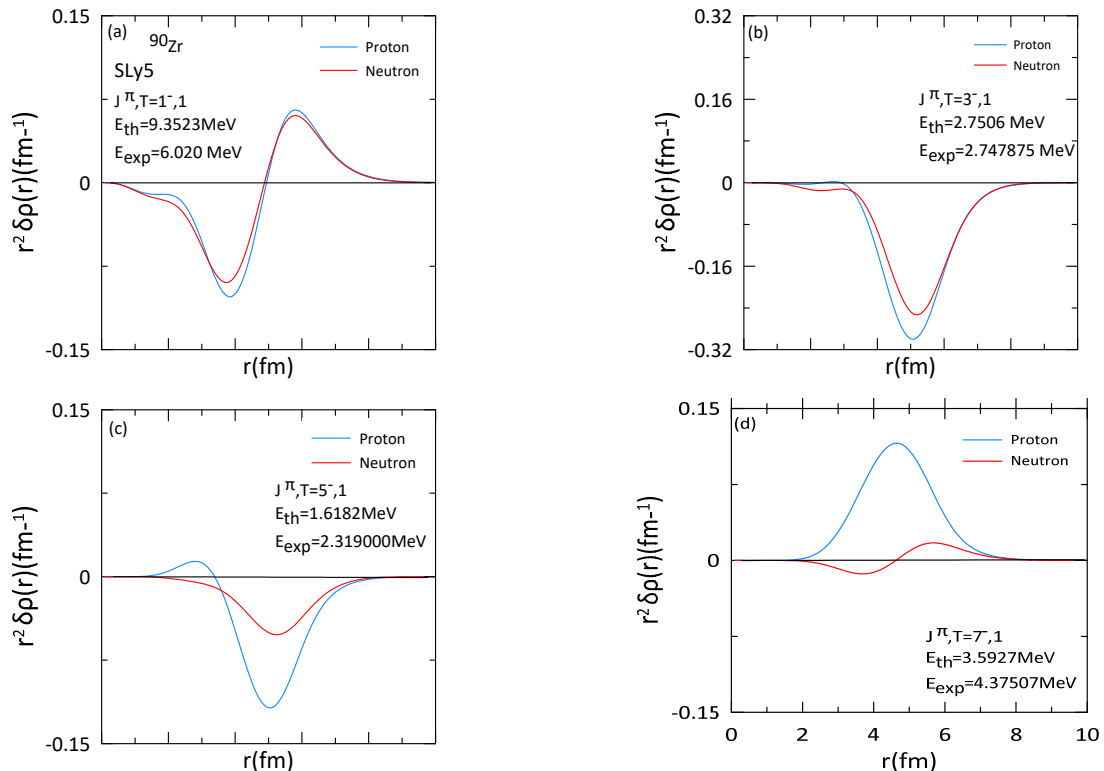 0.15
(a)
⁹⁰Zr
Proton
SLy5
Neutron
J π,T=1⁻,1
Eth=9.3523MeV
Eexp=6.020 MeV
0
-0.15
r² δρ(r)(fm-¹)
r(fm)
0.32
(b)
Proton
Neutron
0.16
J π,T=3⁻,1
Eth=2.7506 MeV
Eexp=2.747875MeV
0
-0.16
-0.32
r² δρ(r)(fm-¹)
r(fm)
0.15
(c)
Proton
Neutron
J π,T=5⁻,1
Eth=1.6182MeV
Eexp=2.319000MeV
0
-0.15
r² δρ(r)(fm-¹)
r(fm)
0.15
(d)
Proton
Neutron
0
J π,T=7⁻,1
Eth=3.5927MeV
Eexp=4.37507MeV
-0.15
r² δρ(r)(fm-¹)
0 2 4 6 8 10
r(fm)